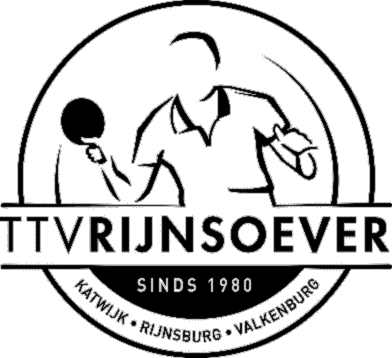 TTVRIJNSOEVER
SINDS 1980
KATWIJK • RIJNSBURG • VALKENBURG